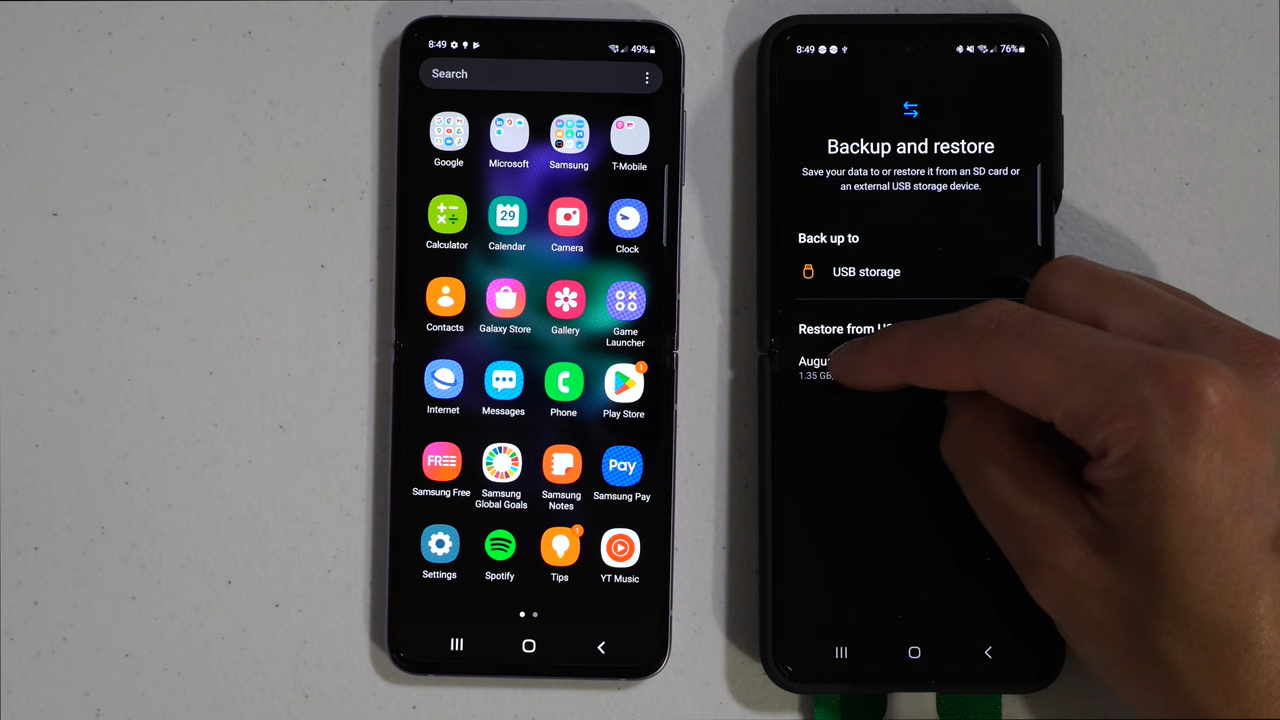 8:49
49%
Search
Google
Microsoft
Samsung
T-Mobile
29
Calculator
Calendar
Camera
Clock
Contacts
Galaxy Store
Gallery
Game
Launcher
1
Internet
Messages
Phone
Play Store
FREE
Pay
Samsung Free
Samsung
Global Goals
Samsung
Notes
Samsung Pay
1
Settings
Spotify
Tips
YT Music
8:49
76%
Backup and restore
Save your data to or restore it from an SD card or
an external USB storage device.
Back up to
USB storage
Restore from
1.35 GB,